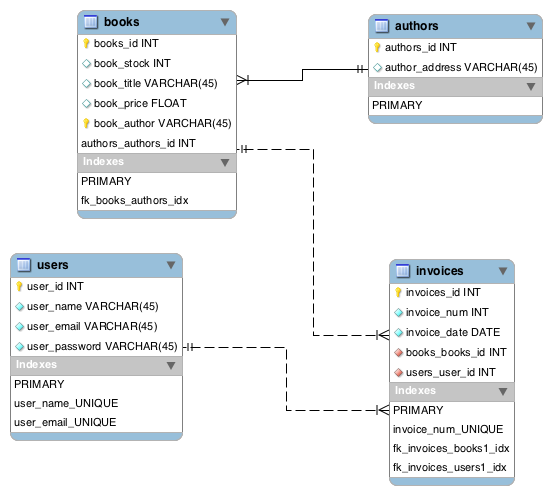 books
books_id INT
book_stock INT
book_title VARCHAR(45)
book_price FLOAT
book_author VARCHAR(45)
authors_authors_id INT
Indexes
PRIMARY
fk_books_authors_idx
authors
authors_id INT
author_address VARCHAR(45)
Indexes
PRIMARY
users
user_id INT
user_name VARCHAR(45)
user_email VARCHAR(45)
user_password VARCHAR(45)
Indexes
PRIMARY
user_name_UNIQUE
user_email_UNIQUE
invoices
invoices_id INT
invoice_num INT
invoice_date DATE
books_books_id INT
users_user_id INT
Indexes
PRIMARY
invoice_num_UNIQUE
fk_invoices_books1_idx
fk_invoices_users1_idx